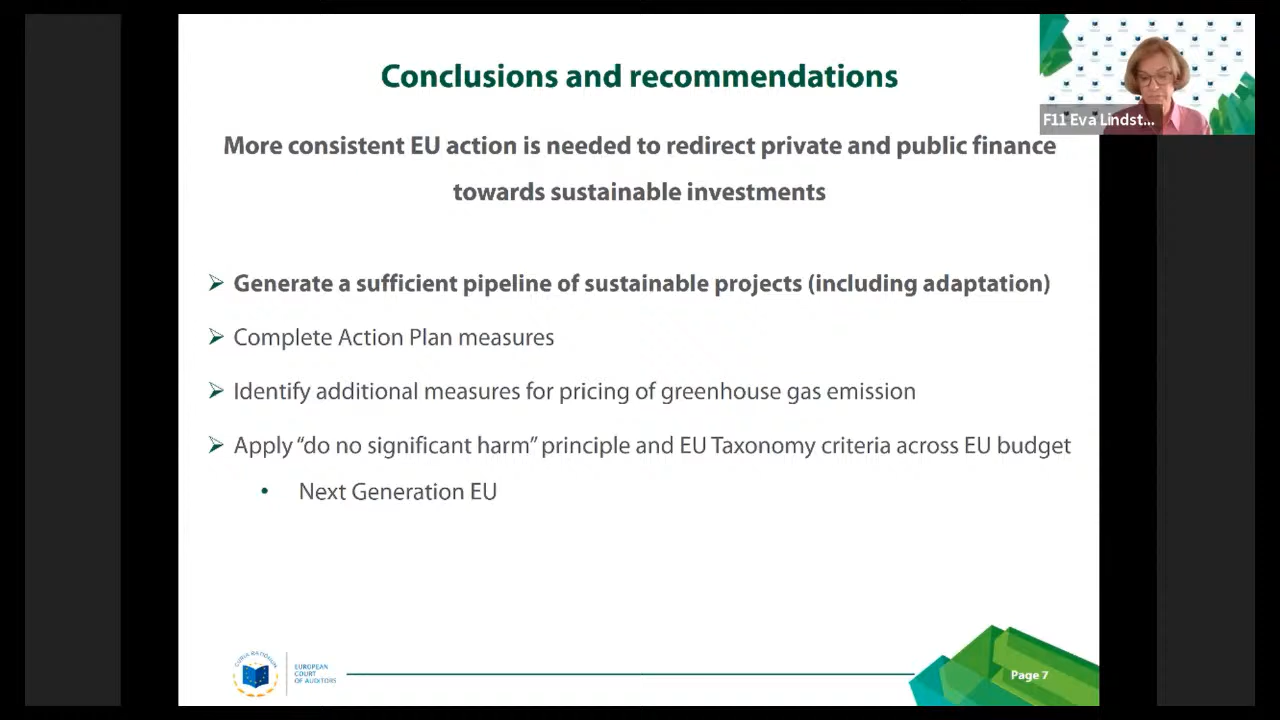 Conclusions and recommendations
F11 Eva Lindst...
More consistent EU action is needed to redirect private and public finance
towards sustainable investments
Generate a sufficient pipeline of sustainable projects (including adaptation)
Complete Action Plan measures
Identify additional measures for pricing of greenhouse gas emission
Apply “do no significant harm” principle and EU Taxonomy criteria across EU budget
Next Generation EU
CURIA RATIONUM
EUROPEAN
COURT
OF AUDITORS
Page 7